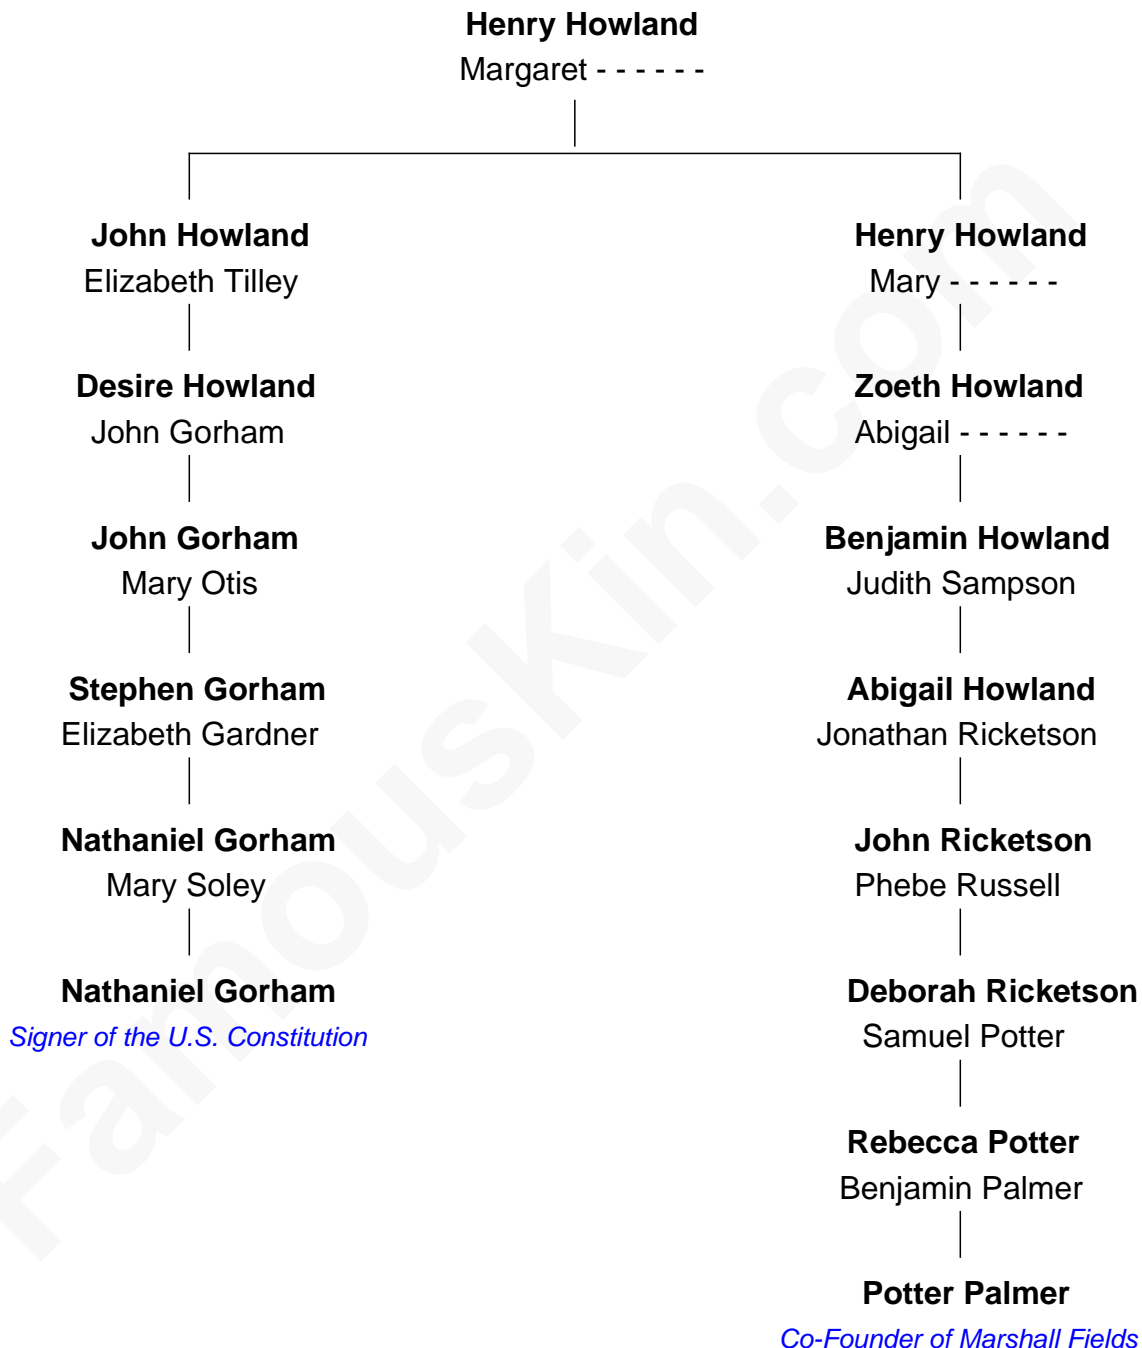 Henry Howland
Margaret - - - - - -
John Howland
Elizabeth Tilley
Henry Howland
Mary - - - - - -
Desire Howland
John Gorham
Zoeth Howland
Abigail - - - - - -
John Gorham
Mary Otis
Benjamin Howland
Judith Sampson
Stephen Gorham
Elizabeth Gardner
Abigail Howland
Jonathan Ricketson
Nathaniel Gorham
Mary Soley
John Ricketson
Phebe Russell
Nathaniel Gorham
Signer of the U.S. Constitution
Deborah Ricketson
Samuel Potter
Rebecca Potter
Benjamin Palmer
Potter Palmer
Co-Founder of Marshall Fields
FamousKin.com